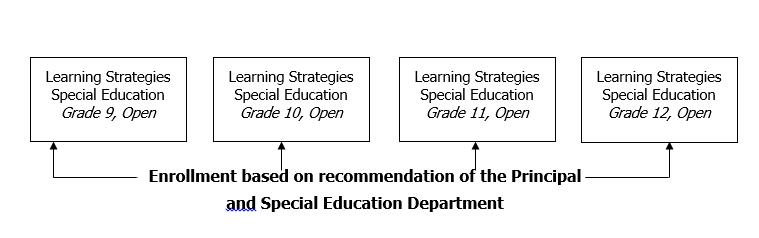 Learning Strategies
Special Education
Grade 9, Open
Learning Strategies
Special Education
Grade 10, Open
Learning Strategies
Special Education
Grade 11, Open
Learning Strategies
Special Education
Grade 12, Open
Enrollment based on recommendation of the Principal
and Special Education Department